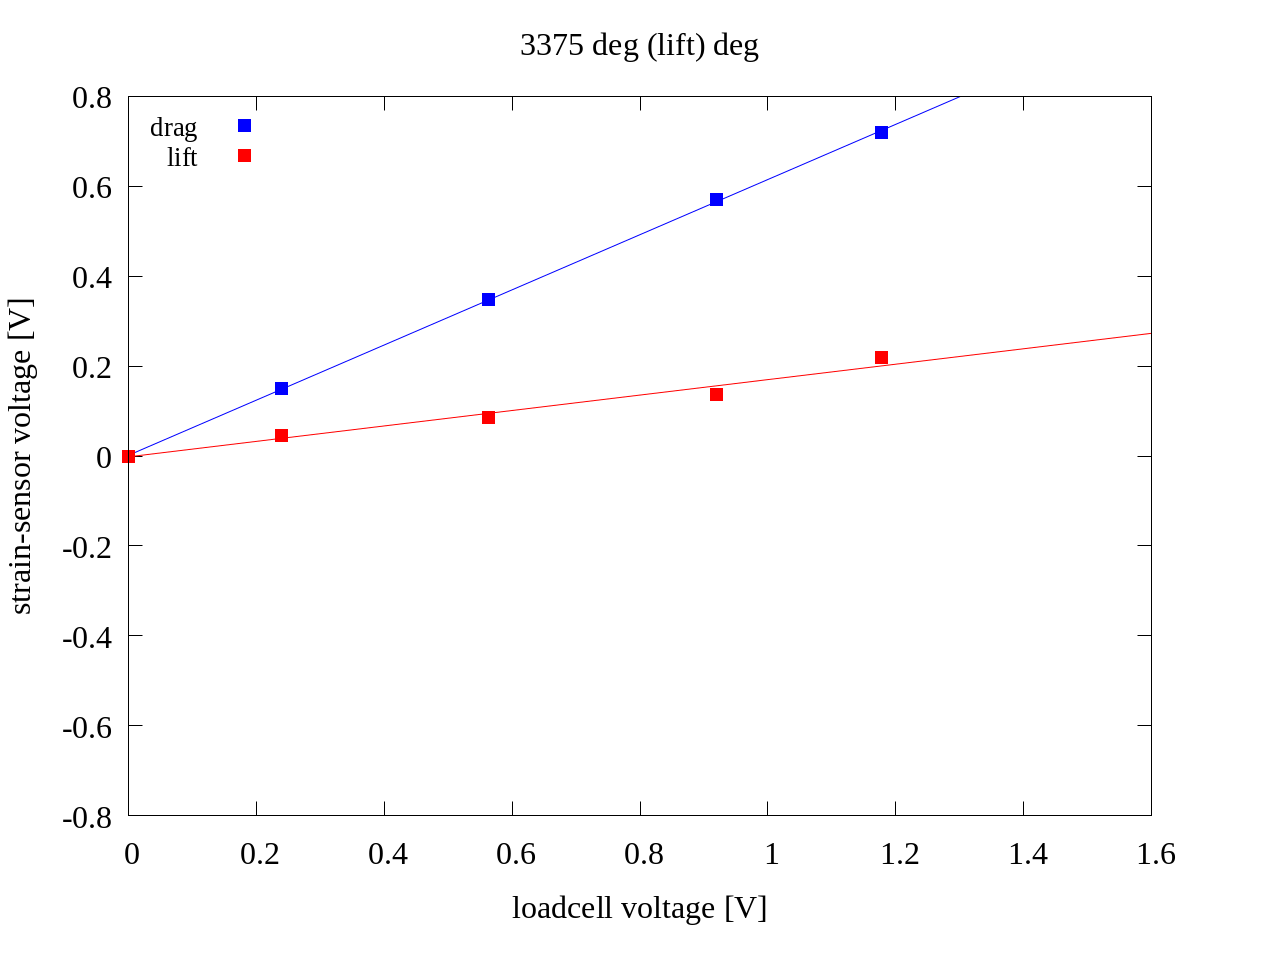 3375 deg (lift) deg
drag
lift
0.8
0.6
0.4
0.2
0
-0.2
-0.4
-0.6
-0.8
strain-sensor voltage [V]
0 0.2 0.4 0.6 0.8 1 1.2 1.4 1.6
loadcell voltage [V]